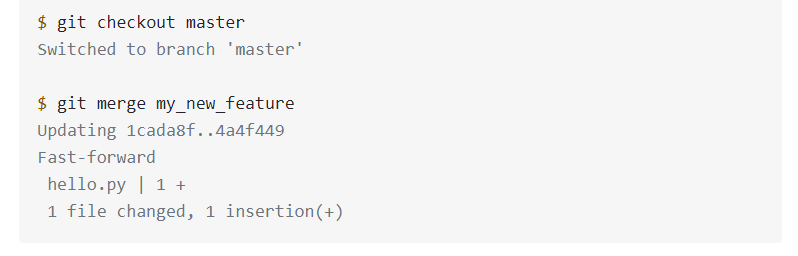 $ git checkout master
Switched to branch 'master'
$ git merge my_new_feature
Updating 1cada8f..4a4f449
Fast-forward
hello.py | 1 +
1 file changed, 1 insertion(+)